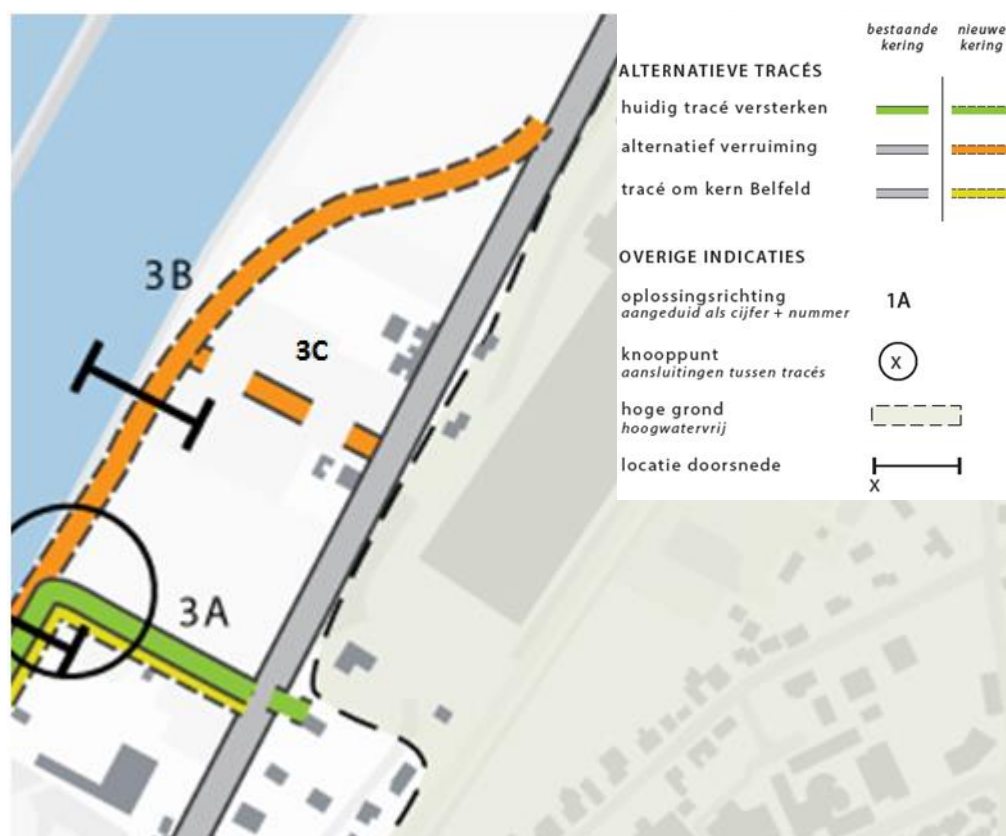 bestaande nieuwe
kering kering
ALTERNATIEVE TRACÉS
huidig tracé versterken
alternatief verruiming
tracé om kern Belfeld
OVERIGE INDICATIES
oplossingsrichting 1A
aangeduid als cijfer + nummer
knooppunt X
aansluitingen tussen tracés
hoge grond
hoogwatervrij
locatie doorsnede
X
3B
3C
3A